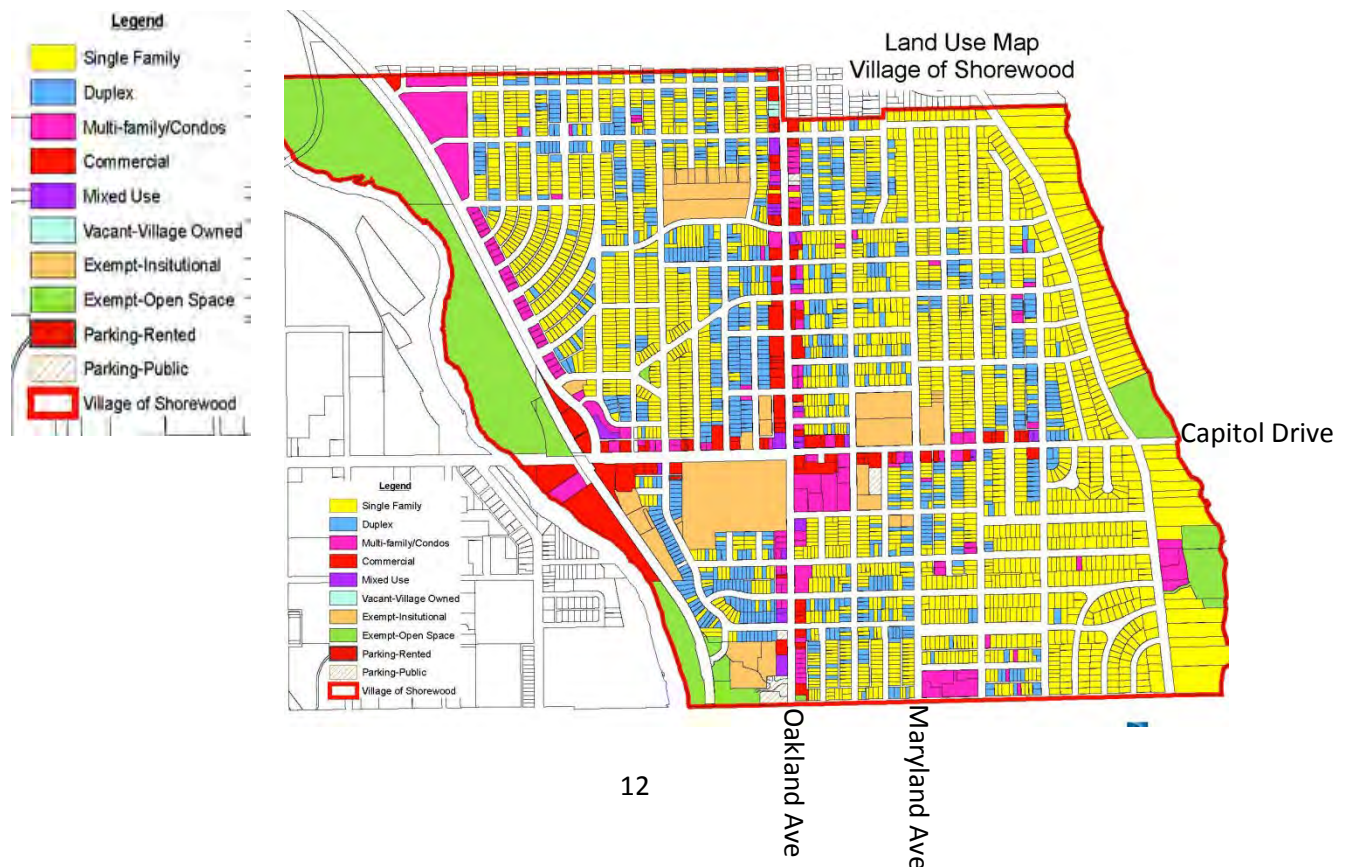 Legend
Single Family
Duplex
Multi-family/Condos
Commercial
Mixed Use
Vacant-Village Owned
Exempt-Insitutional
Exempt-Open Space
Parking-Rented
Parking-Public
Village of Shorewood
Land Use Map
Village of Shorewood
Capitol Drive
Legend
Single Family
Duplex
Multi-family/Condos
Commercial
Mixed Use
Vacant-Village Owned
Exempt-Insitutional
Exempt-Open Space
Parking-Rented
Parking-Public
Village of Shorewood
Oakland Ave
Maryland Ave
12